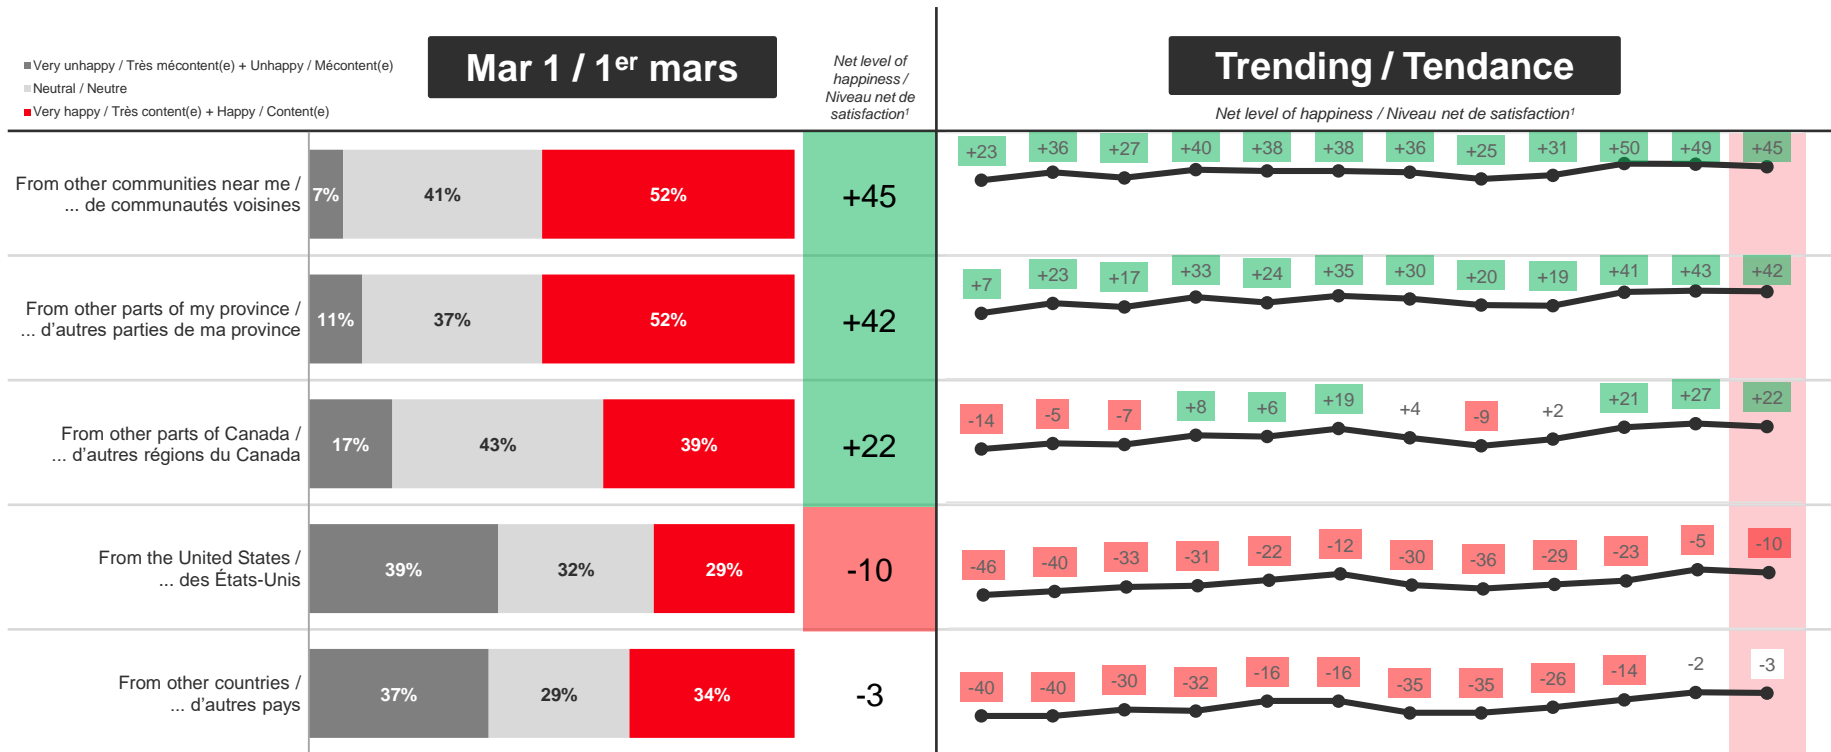 Very unhappy / Très mécontent(e) + Unhappy / Mécontent(e)
Neutral / Neutre
Very happy / Très content(e) + Happy / Content(e)
Mar 1 / 1er mars
Net level of
happiness /
Niveau net de
satisfaction¹
Trending / Tendance
Net level of happiness / Niveau net de satisfaction¹
From other communities near me /
... de communautés voisines
7% 41% 52%
+45
+23 +36 +27 +40 +38 +38 +36 +25 +31 +50 +49 +45
From other parts of my province /
... d'autres parties de ma province
11% 37% 52%
+42
+7 +23 +17 +33 +24 +35 +30 +20 +19 +41 +43 +42
From other parts of Canada /
... d'autres régions du Canada
17% 43% 39%
+22
-14 -5 -7 +8 +6 +19 +4 -9 +2 +21 +27 +22
From the United States /
... des États-Unis
39% 32% 29%
-10
-46 -40 -33 -31 -22 -12 -30 -36 -29 -23 -5 -10
From other countries /
... d'autres pays
37% 29% 34%
-3
-40 -40 -30 -32 -16 -16 -35 -35 -26 -14 -2 -3